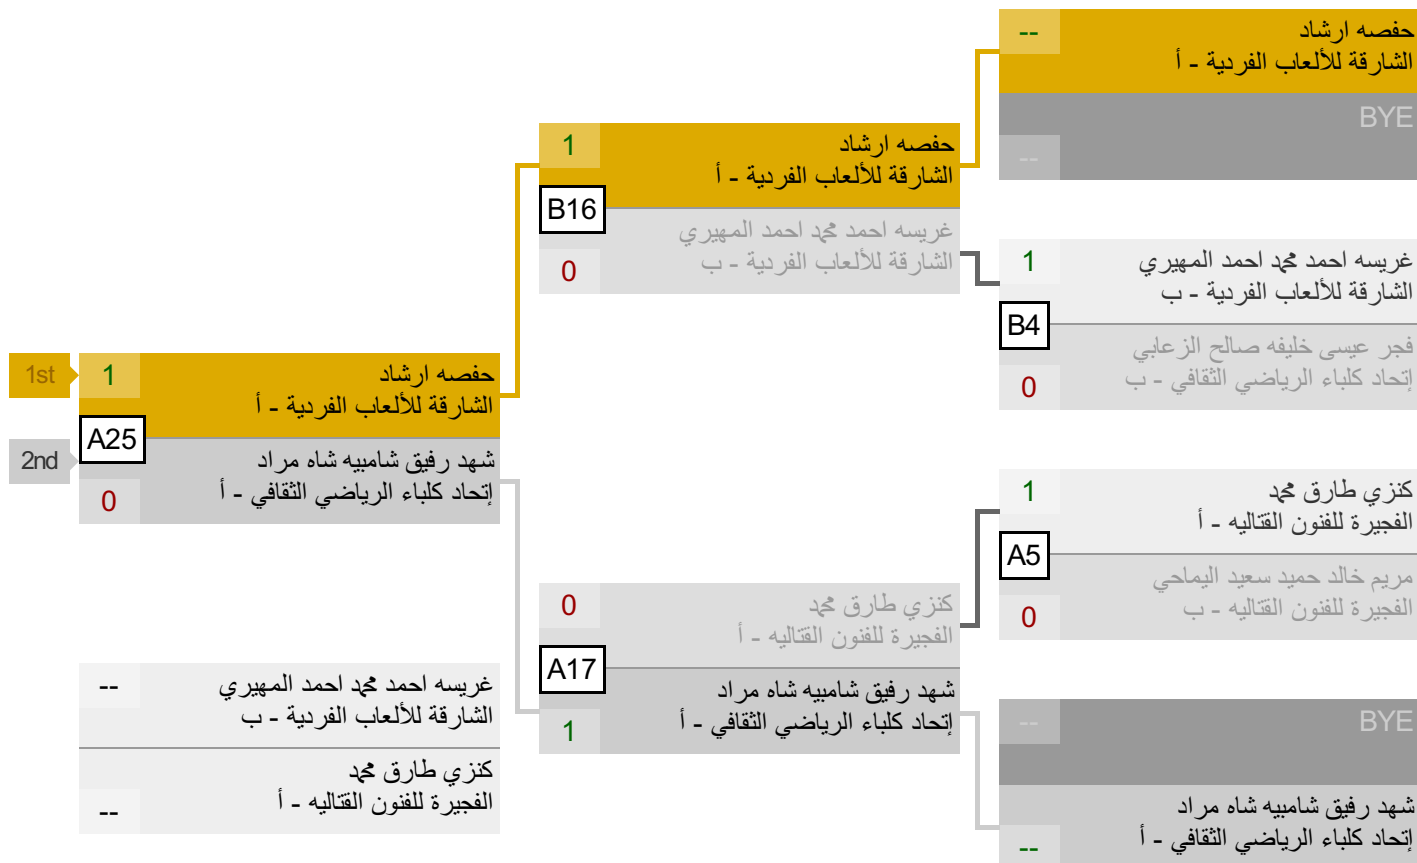 --
حفصه ارشاد
الشارقة للألعاب الفردية - أ
BYE
--
1
حفصه ارشاد
الشارقة للألعاب الفردية - أ
B16
غريسه احمد محمد احمد المهيري
الشارقة للألعاب الفردية - ب
0
1
غريسه احمد محمد احمد المهيري
الشارقة للألعاب الفردية - ب
B4
فجر عيسى خليفه صالح الزعابي
إتحاد كلباء الرياضي الثقافي - ب
0
1st
1
حفصه ارشاد
الشارقة للألعاب الفردية - أ
A25
2nd
شهد رفيق شامبيه شاه مراد
إتحاد كلباء الرياضي الثقافي - أ
0
1
كنزي طارق محمد
الفجيرة للفنون القتاليه - أ
A5
مريم خالد حميد سعيد اليماحي
الفجيرة للفنون القتاليه - ب
0
0
كنزي طارق محمد
الفجيرة للفنون القتاليه - أ
A17
شهد رفيق شامبيه شاه مراد
إتحاد كلباء الرياضي الثقافي - أ
1
--
غريسه احمد محمد احمد المهيري
الشارقة للألعاب الفردية - ب
كنزي طارق محمد
الفجيرة للفنون القتاليه - أ
--
--
BYE
شهد رفيق شامبيه شاه مراد
إتحاد كلباء الرياضي الثقافي - أ
--